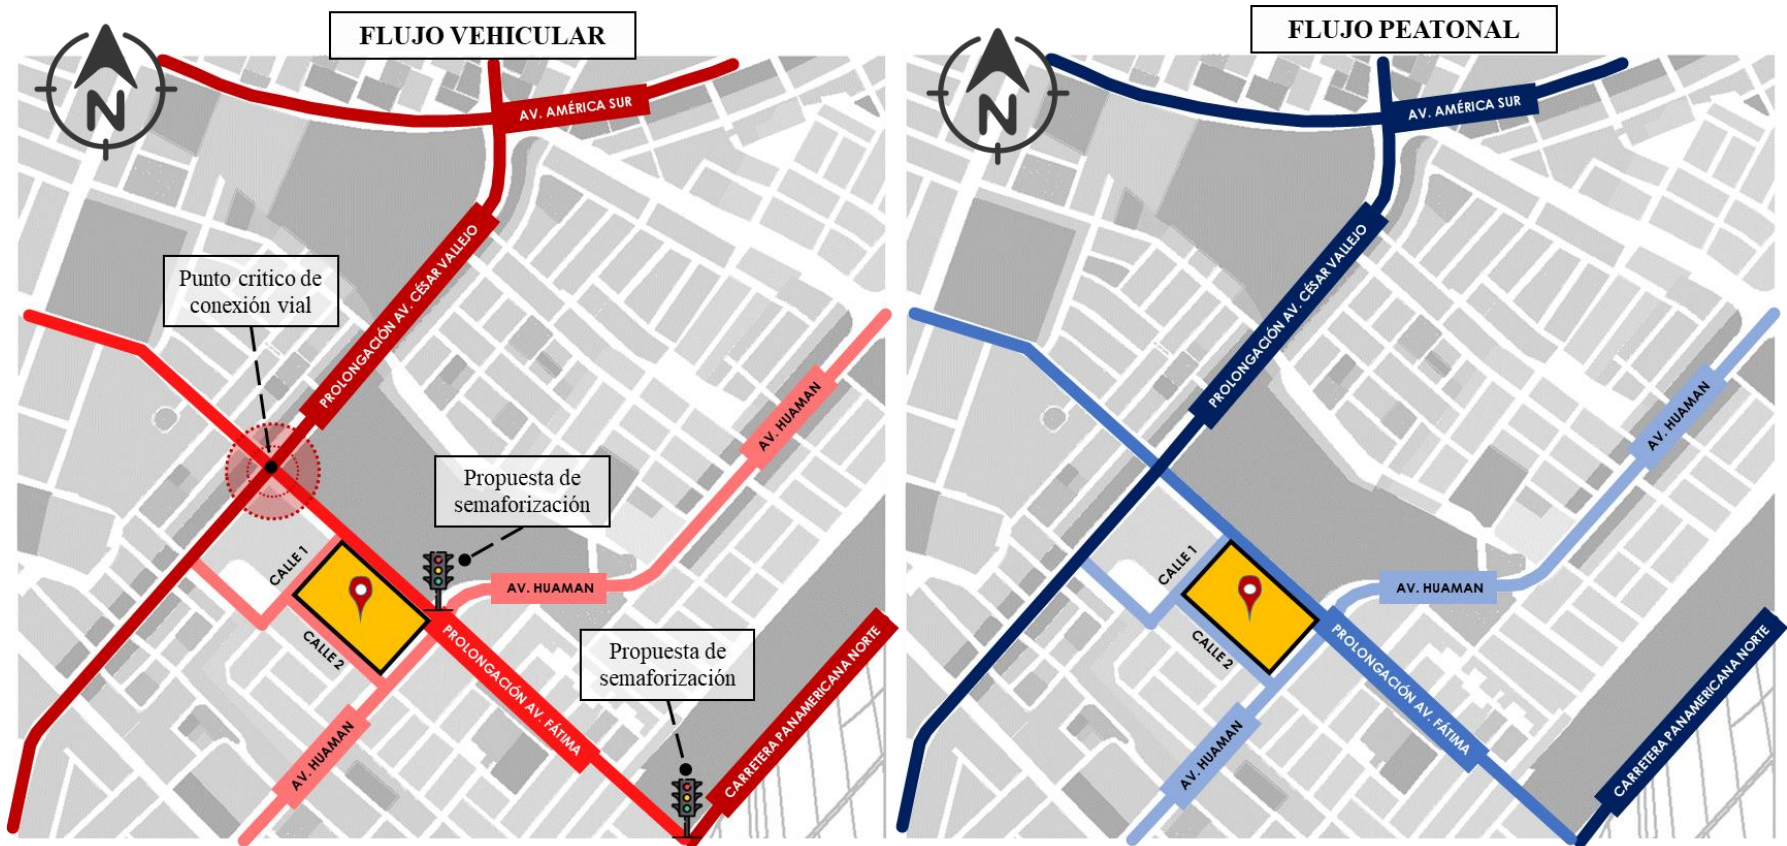 FLUJO VEHICULAR
N
AV. AMÉRICA SUR
PROLONGACIÓN AV. CÉSAR VALLEJO
Punto critico de
conexión vial
AV. HUAMAN
Propuesta de
semaforización
CALLE 1
AV. HUAMAN
CALLE 2
PROLONGACIÓN AV. FÁTIMA
Propuesta de
semaforización
CARRETERA PANAMERICANA NORTE
AV. HUAMAN
FLUJO PEATONAL
N
AV. AMÉRICA SUR
PROLONGACIÓN AV. CÉSAR VALLEJO
AV. HUAMAN
CALLE 1
AV. HUAMAN
CALLE 2
PROLONGACIÓN AV. FÁTIMA
CARRETERA PANAMERICANA NORTE
AV. HUAMAN